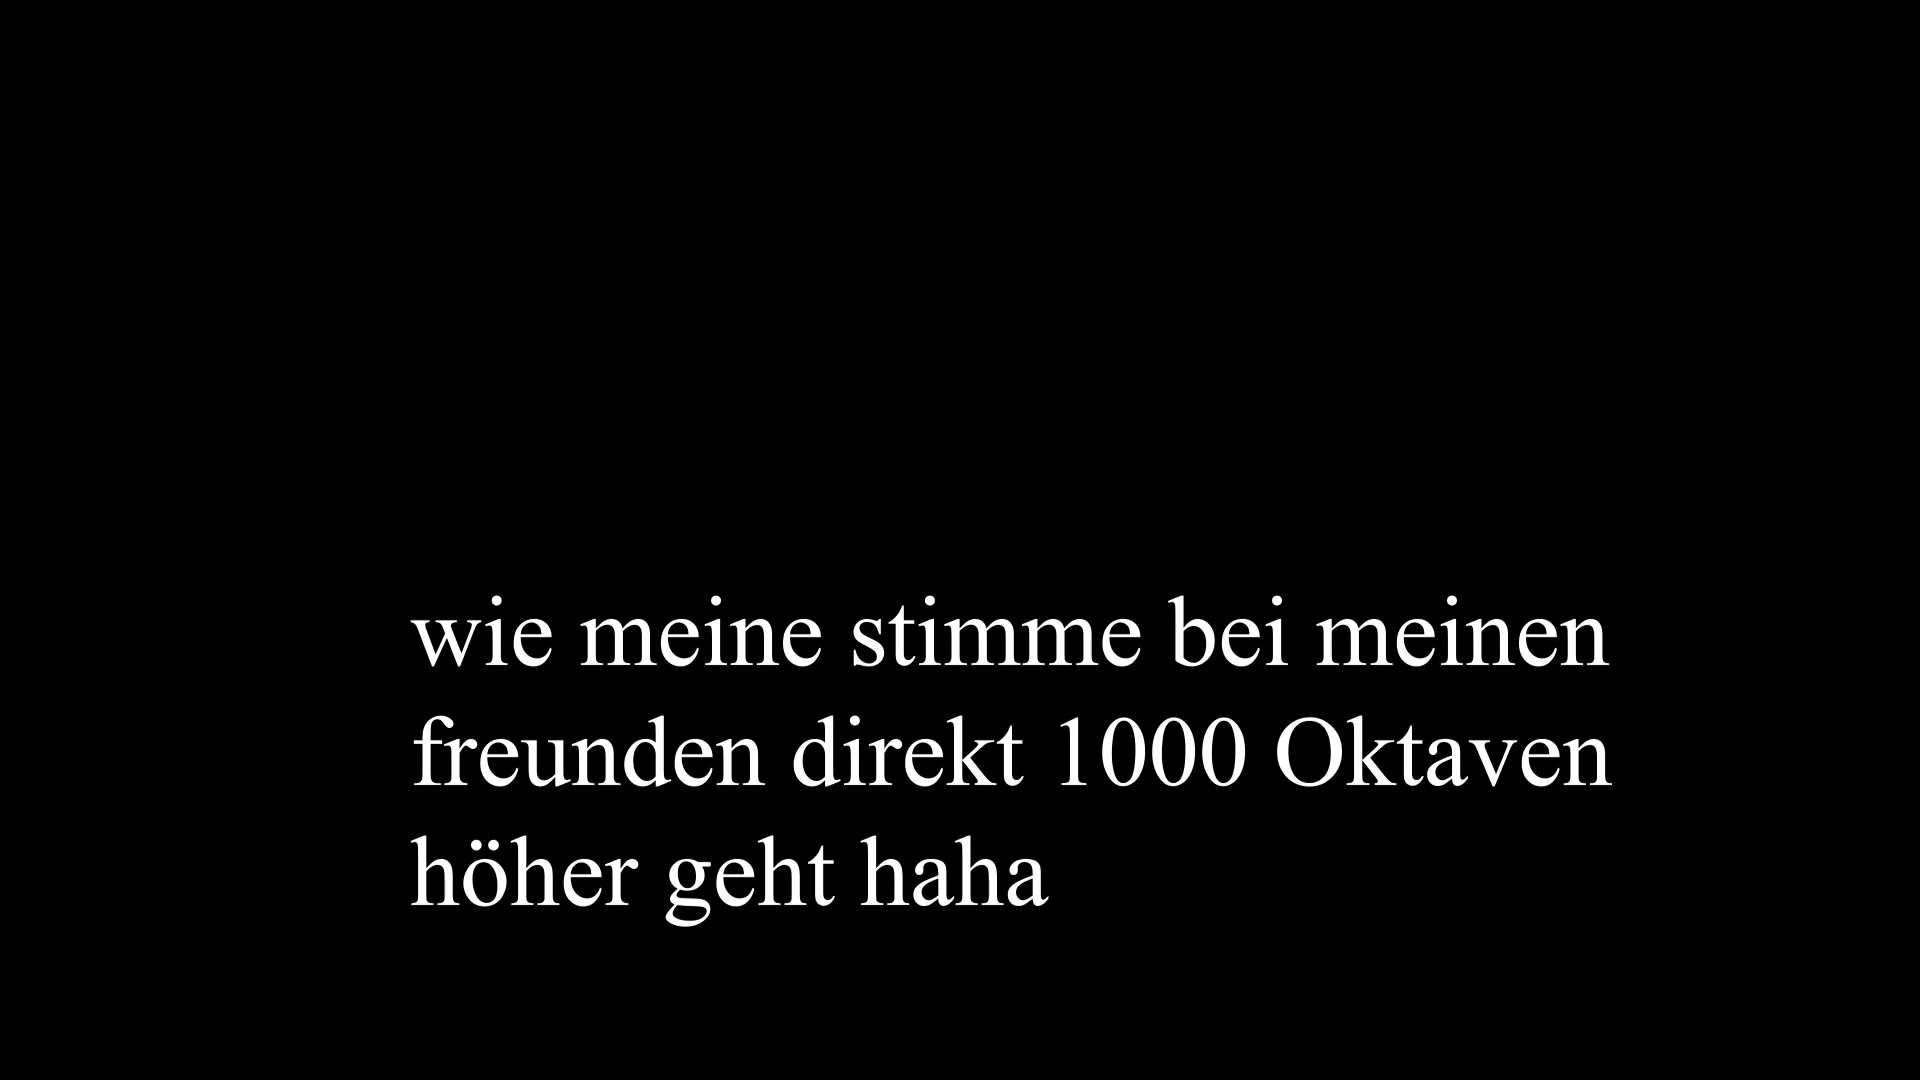 wie meine stimme bei meinen
freunden direkt 1000 Oktaven
höher geht haha